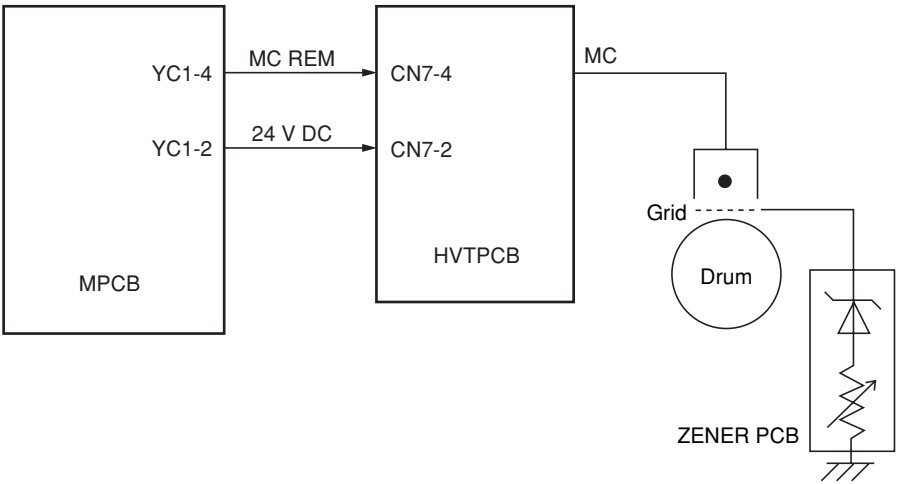 MC REM
MC
YC1-4
CN7-4
24 V DC
YC1-2
CN7-2
Grid
HVTPCB
Drum
MPCB
ZENER PCB